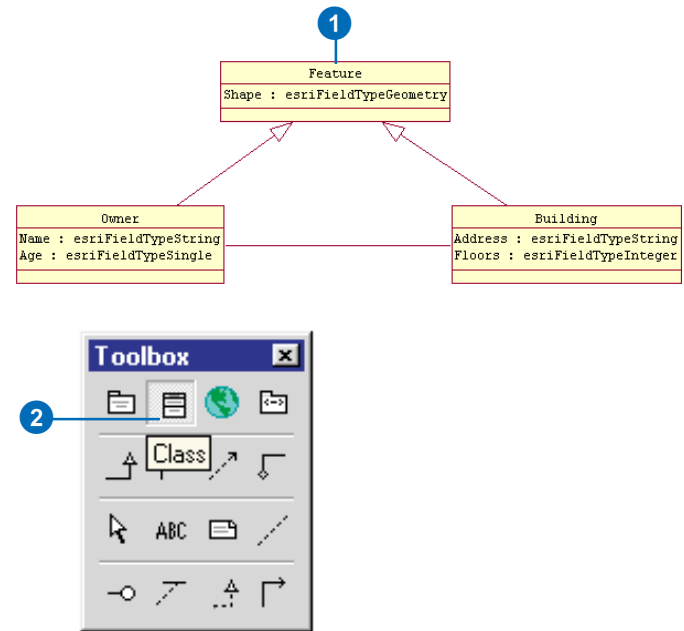 1
Feature
Shape : esriFieldTypeGeometry
Owner
Name : esriFieldTypeString
Age : esriFieldTypeSingle
Building
Address : esriFieldTypeString
Floors : esriFieldTypeInteger
Toolbox
2
Class
ABC